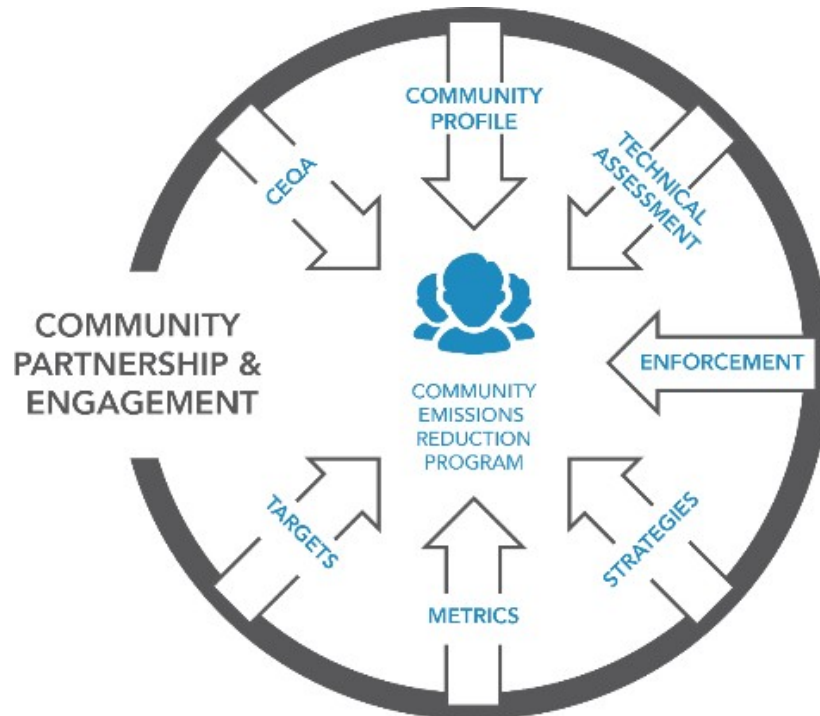 COMMUNITY
PROFILE
CEQA
TECHNICAL
ASSESSMENT
COMMUNITY
PARTNERSHIP &
ENGAGEMENT
ENFORCEMENT
COMMUNITY
EMISSIONS
REDUCTION
PROGRAM
TARGETS
STRATEGIES
METRICS